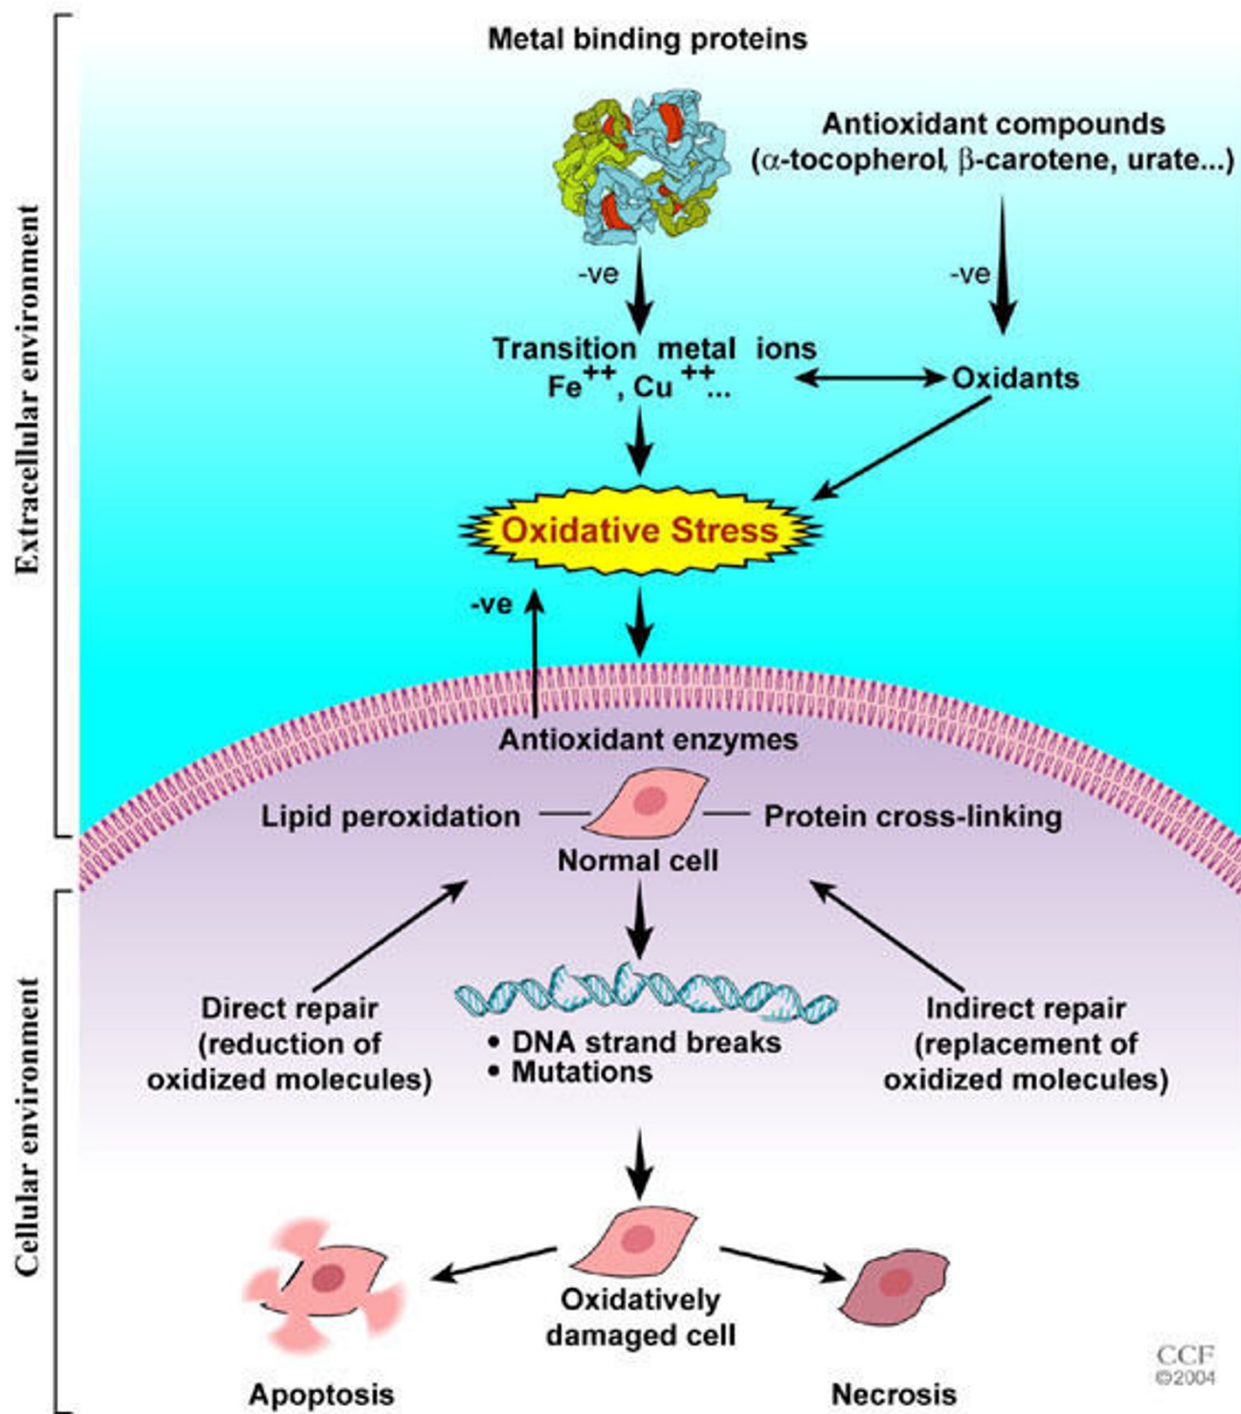 Metal binding proteins
Antioxidant compounds
(α-tocopherol, β-carotene, urate...)
-ve
-ve
Transition metal ions
Fe++, Cu ++...
Oxidants
Oxidative Stress
-ve
Extracellular environment
Antioxidant enzymes
Lipid peroxidation
Protein cross-linking
Normal cell
Direct repair
(reduction of
oxidized molecules)
• DNA strand breaks
• Mutations
Indirect repair
(replacement of
oxidized molecules)
Cellular environment
Oxidatively
damaged cell
Apoptosis
Necrosis
CCF
©2004